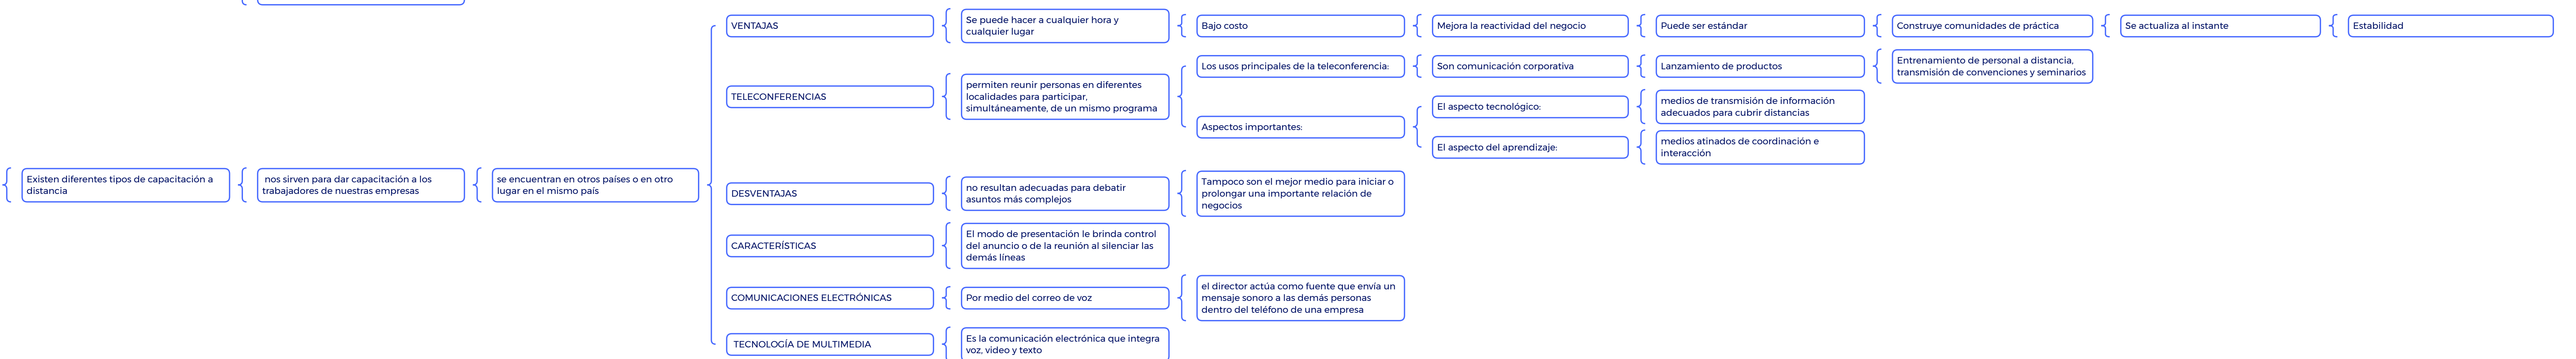 Existen diferentes tipos de capacitación a
distancia
nos sirven para dar capacitación a los
trabajadores de nuestras empresas
se encuentran en otros países o en otro
lugar en el mismo país
VENTAJAS
Se puede hacer a cualquier hora y
cualquier lugar
Bajo costo
Mejora la reactividad del negocio
Puede ser estándar
Construye comunidades de práctica
Se actualiza al instante
Estabilidad
TELECONFERENCIAS
permiten reunir personas en diferentes
localidades para participar,
simultáneamente, de un mismo programa
Los usos principales de la teleconferencia:
Son comunicación corporativa
Lanzamiento de productos
Entrenamiento de personal a distancia,
transmisión de convenciones y seminarios
Aspectos importantes:
El aspecto tecnológico:
medios de transmisión de información
adecuados para cubrir distancias
El aspecto del aprendizaje:
medios atinados de coordinación e
interacción
DESVENTAJAS
no resultan adecuadas para debatir
asuntos más complejos
Tampoco son el mejor medio para iniciar o
prolongar una importante relación de
negocios
CARACTERÍSTICAS
El modo de presentación le brinda control
del anuncio o de la reunión al silenciar las
demás líneas
COMUNICACIONES ELECTRÓNICAS
Por medio del correo de voz
el director actúa como fuente que envía un
mensaje sonoro a las demás personas
dentro del teléfono de una empresa
TECNOLOGÍA DE MULTIMEDIA
Es la comunicación electrónica que integra
voz, video y texto